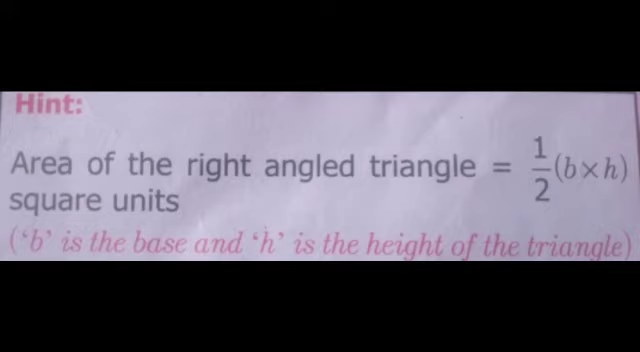 Hint:
Area of the right angled triangle = 1/2 (b×h)
square units
('b' is the base and 'h' is the height of the triangle)